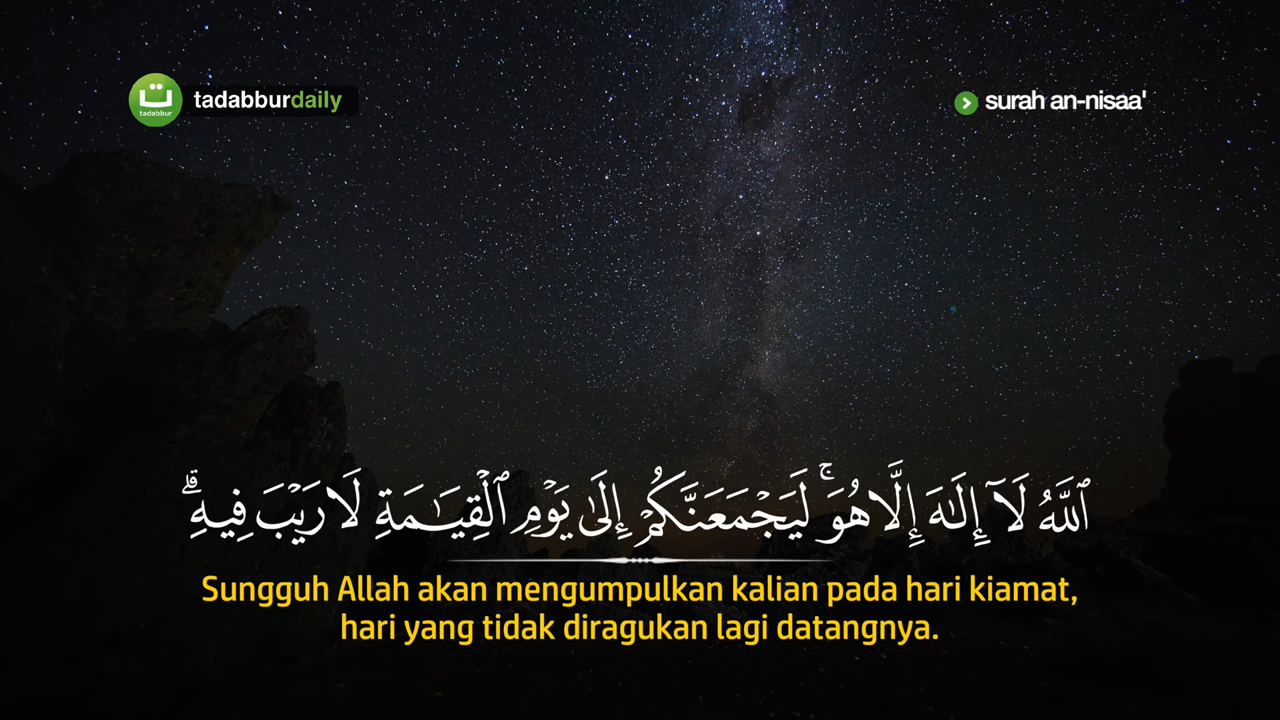 ت
tadabbur
tadabburdaily
surah an-nisaa'
ٱللَّهُ لَآ إِلَـٰهَ إِلَّا هُوَ ۚ لَيَجْمَعَنَّكُمْ إِلَىٰ يَوْمِ ٱلْقِيَـٰمَةِ لَا رَيْبَ فِيهِ ۗ
Sungguh Allah akan mengumpulkan kalian pada hari kiamat,
hari yang tidak diragukan lagi datangnya.